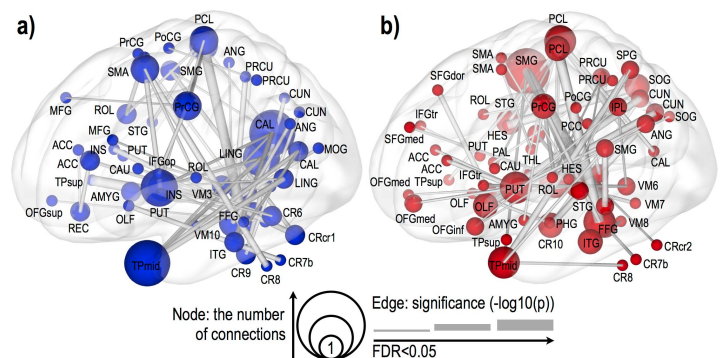 a)
PCL
PrCG
PoCG
SMA
SMG
ANG
PRCU
PRCU
MFG
ROL
PrCG
CUN
CUN
STG
MFG
CAL
ANG
ACC
INS
PUT
IFGop
LING
MOG
ACC
CAU
ROL
CAL
TPsup
AMYG
INS
VM3
LING
OFGsup
OLF
PUT
FFG
CR6
REC
VM10
CRcr1
ITG
TPmid
CR9
CR8
CR7b
b)
PCL
PCL
SMA
SMA
SMG
SPG
PRCU
PRCU
SOG
SFGdor
CUN
CUN
ROL
STG
PrCG
PoCG
IPL
SOG
IFGtr
HES
PCC
ANG
SFGmed
PUT
PAL
THL
SMG
ACC
ACC
CAU
HES
CAL
IFGtr
OFGmed
TPsup
PUT
ROL
VM6
OLF
OLF
STG
VM7
OFGmed
AMYG
PHG
FFG
VM8
OFGinf
TPsup
CR10
ITG
CRcr2
TPmid
CR7b
CR8
Node: the number
of connections
1
Edge: significance (-log10(p))
FDR<0.05